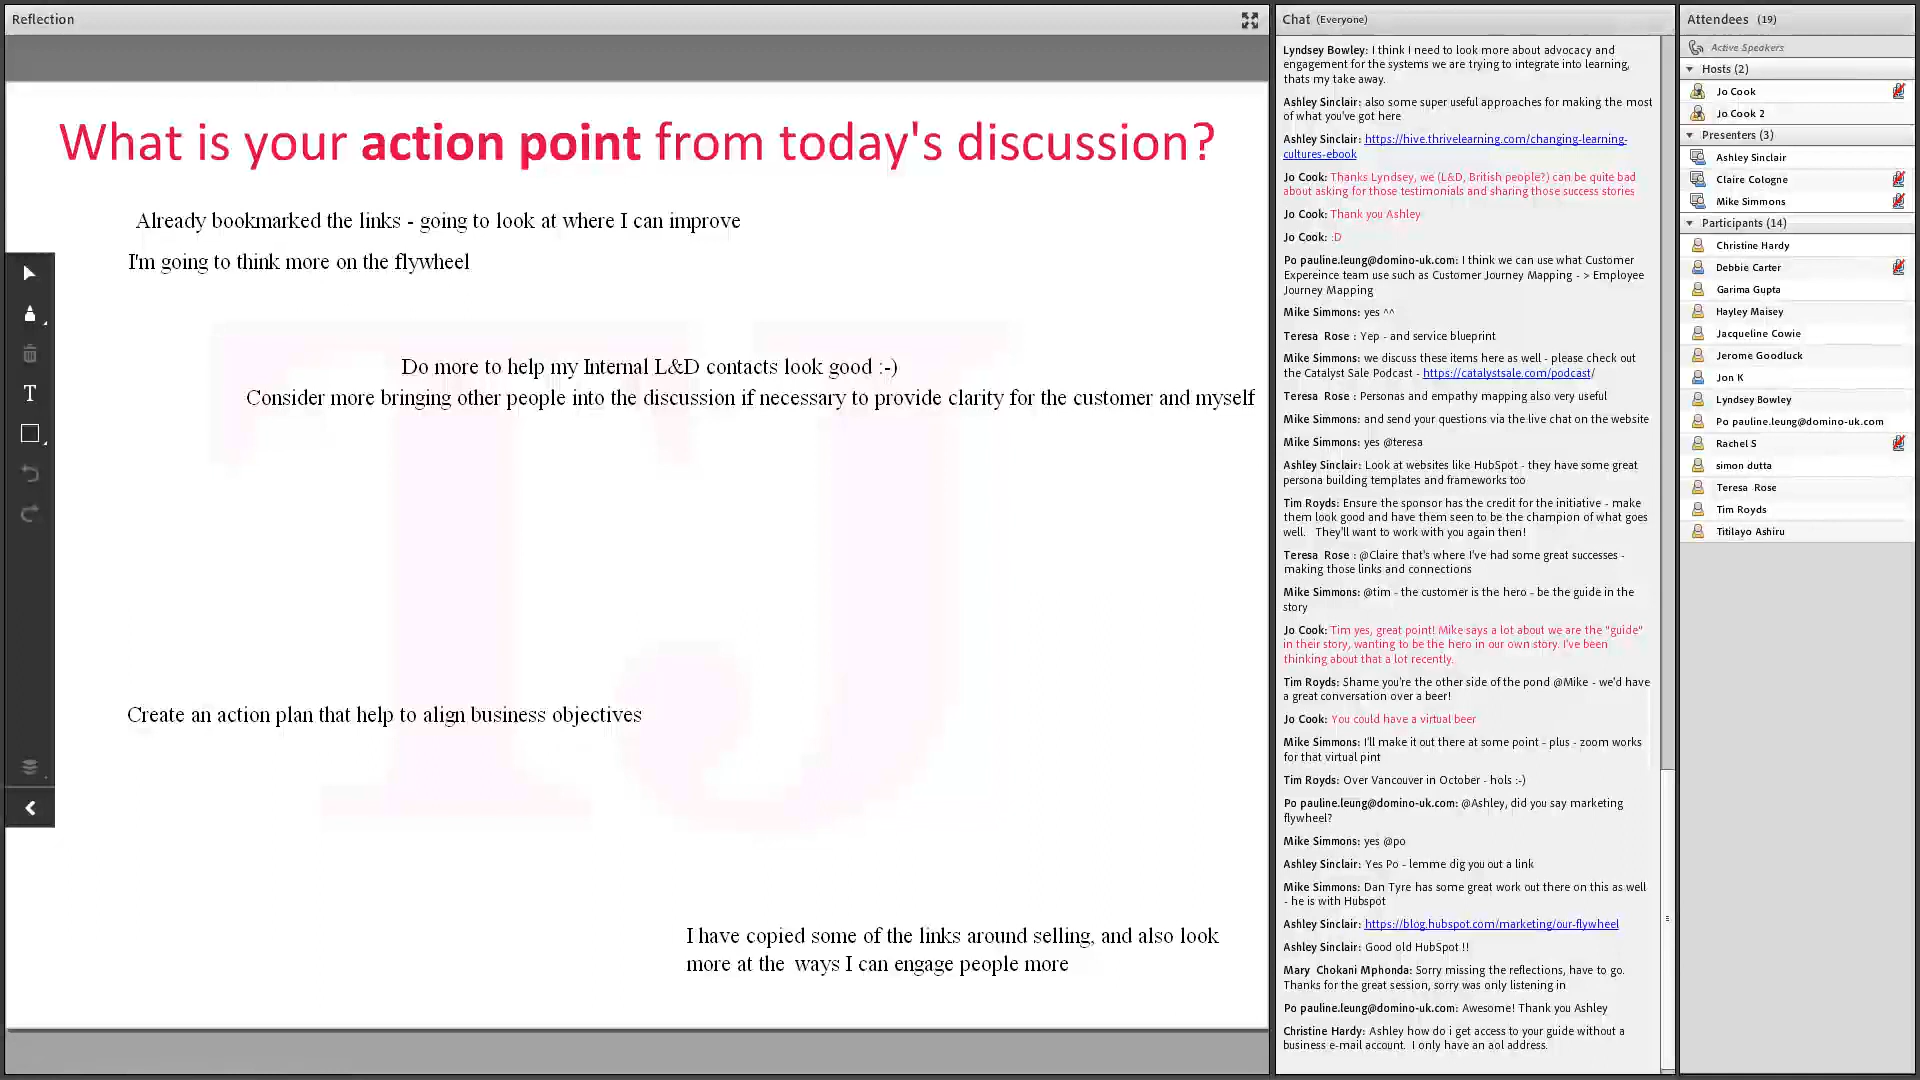 Reflection
What is your action point from today's discussion?
Already bookmarked the links - going to look at where I can improve
I'm going to think more on the flywheel
Do more to help my Internal L&D contacts look good :-)
Consider more bringing other people into the discussion if necessary to provide clarity for the customer and myself
Create an action plan that help to align business objectives
I have copied some of the links around selling, and also look
more at the ways I can engage people more
TJ
T
Chat (Everyone)
Lyndsey Bowley: I think I need to look more about advocacy and
engagement for the systems we are trying to integrate into learning,
thats my take away.
Ashley Sinclair: also some super useful approaches for making the most
of what you've got here
Ashley Sinclair: https://hive.thrivelearning.com/changing-learning-
cultures-ebook
Jo Cook: Thanks Lyndsey, we (L&D, British people?) can be quite bad
about asking for those testimonials and sharing those success stories
Jo Cook: Thank you Ashley
Jo Cook: :D
Po pauline.leung@domino-uk.com: I think we can use what Customer
Expereince team use such as Customer Journey Mapping - > Employee
Journey Mapping
Mike Simmons: yes ^^
Teresa Rose : Yep - and service blueprint
Mike Simmons: we discuss these items here as well - please check out
the Catalyst Sale Podcast - https://catalystsale.com/podcast/
Teresa Rose : Personas and empathy mapping also very useful
Mike Simmons: and send your questions via the live chat on the website
Mike Simmons: yes @teresa
Ashley Sinclair: Look at websites like HubSpot - they have some great
persona building templates and frameworks too
Tim Royds: Ensure the sponsor has the credit for the initiative - make
them look good and have them seen to be the champion of what goes
well. They'll want to work with you again then!
Teresa Rose : @Claire that's where I've had some great successes -
making those links and connections
Mike Simmons: @tim - the customer is the hero - be the guide in the
story
Jo Cook: Tim yes, great point! Mike says a lot about we are the "guide"
in their story, wanting to be the hero in our own story. I've been
thinking about that a lot recently.
Tim Royds: Shame you're the other side of the pond @Mike - we'd have
a great conversation over a beer!
Jo Cook: You could have a virtual beer
Mike Simmons: I'll make it out there at some point - plus - zoom works
for that virtual pint
Tim Royds: Over Vancouver in October - hols :-)
Po pauline.leung@domino-uk.com: @Ashley, did you say marketing
flywheel?
Mike Simmons: yes @po
Ashley Sinclair: Yes Po - lemme dig you out a link
Mike Simmons: Dan Tyre has some great work out there on this as well
- he is with Hubspot
Ashley Sinclair: https://blog.hubspot.com/marketing/our-flywheel
Ashley Sinclair: Good old HubSpot !!
Mary Chokani Mphonda: Sorry missing the reflections, have to go.
Thanks for the great session, sorry was only listening in
Po pauline.leung@domino-uk.com: Awesome! Thank you Ashley
Christine Hardy: Ashley how do i get access to your guide without a
business e-mail account. I only have an aol address.
Attendees (19)
Active Speakers
Hosts (2)
Jo Cook
Jo Cook 2
Presenters (3)
Ashley Sinclair
Claire Cologne
Mike Simmons
Participants (14)
Christine Hardy
Debbie Carter
Garima Gupta
Hayley Maisey
Jacqueline Cowie
Jerome Goodluck
Jon K
Lyndsey Bowley
Po pauline.leung@domino-uk.com
Rachel S
simon dutta
Teresa Rose
Tim Royds
Titilayo Ashiru